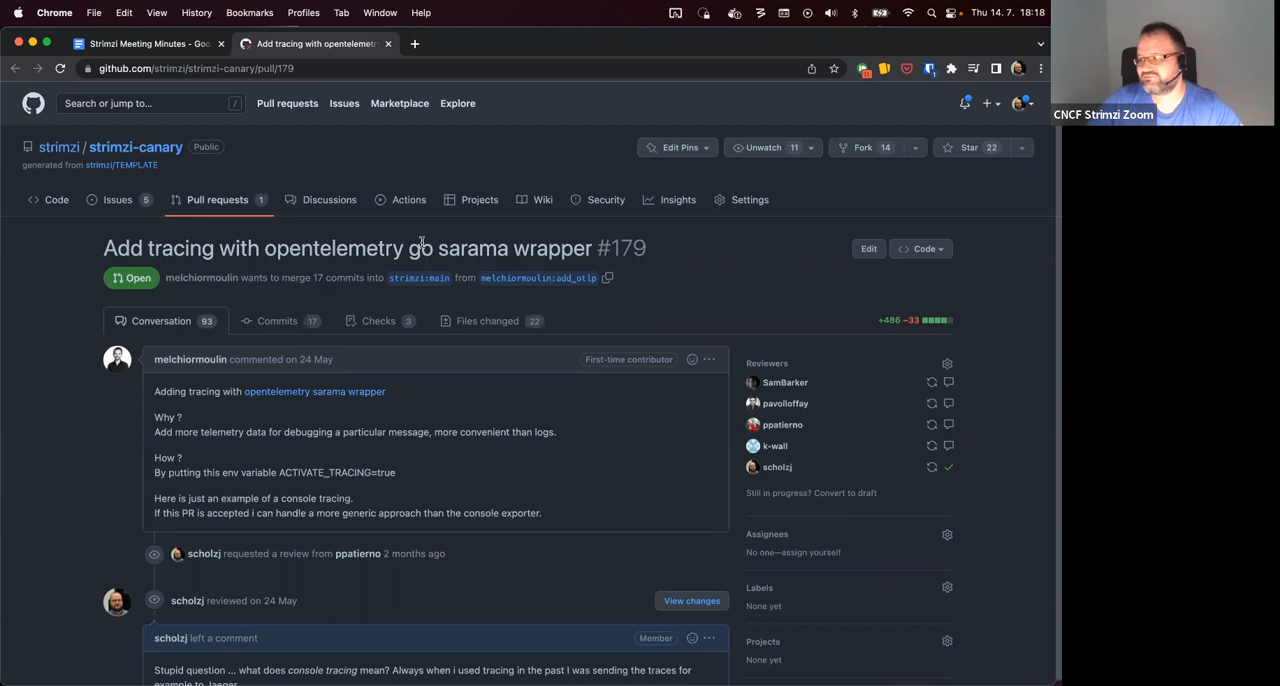 Chrome File Edit View History Bookmarks Profiles Tab Window Help Thu 14. 7. 18:18
Strimzi Meeting Minutes - Goo
Add tracing with opentelemetr
github.com/strimzi/strimzi-canary/pull/179
11
1
CNCF Strimzi Zoom
Search or jump to... /
Pull requests Issues Marketplace Explore
strimzi / strimzi-canary Public
generated from strimzi/TEMPLATE
Edit Pins Unwatch 11 Fork 14 Star 22
Code Issues 5 Pull requests 1 Discussions Actions Projects Wiki Security Insights Settings
Add tracing with opentelemetry go sarama wrapper #179
Edit Code
Open melchiormoulin wants to merge 17 commits into strimzi:main from melchiormoulin:add_otlp
Conversation 93 Commits 17 Checks 3 Files changed 22
+486 −33
melchiormoulin commented on 24 May First-time contributor
Adding tracing with opentelemetry sarama wrapper
Why ?
Add more telemetry data for debugging a particular message, more convenient than logs.
How ?
By putting this env variable ACTIVATE_TRACING=true
Here is just an example of a console tracing.
If this PR is accepted i can handle a more generic approach than the console exporter.
scholzj requested a review from ppatierno 2 months ago
scholzj reviewed on 24 May View changes
scholzj left a comment Member
Stupid question ... what does console tracing mean? Always when i used tracing in the past I was sending the traces for
example to Jaeger
Reviewers
SamBarker
pavolloffay
ppatierno
k-wall
scholzj
Still in progress? Convert to draft
Assignees
No one—assign yourself
Labels
None yet
Projects
None yet